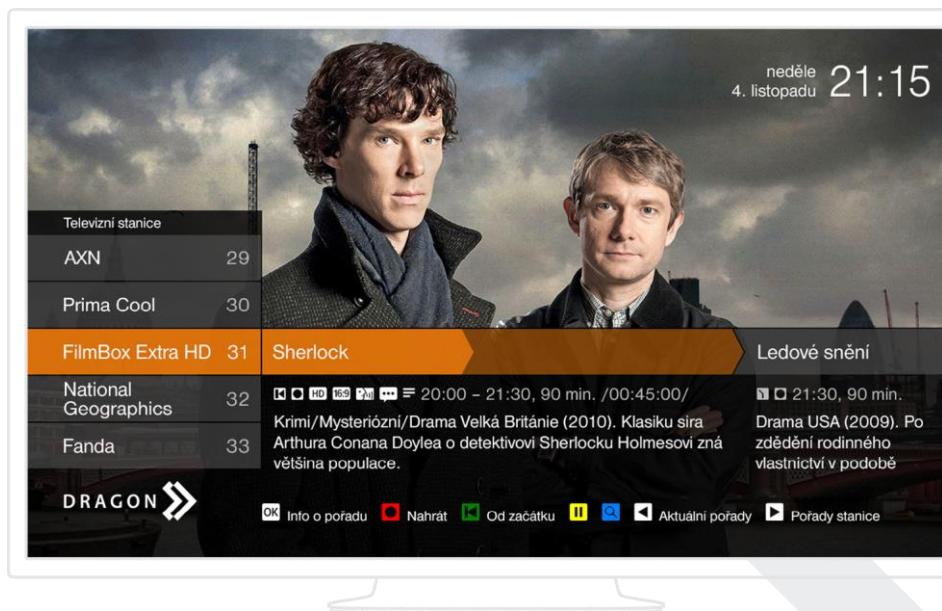 neděle
4. listopadu 21:15
Televizní stanice
AXN 29
Prima Cool 30
FilmBox Extra HD 31 Sherlock Ledové snění
National
Geographics 32
Fanda 33
HD 16:9 20:00 – 21:30, 90 min. /00:45:00/
Krimi/Mysteriózní/Drama Velká Británie (2010). Klasiku sira
Arthura Conana Doylea o detektivovi Sherlocku Holmesovi zná
většina populace.
21:30, 90 min.
Drama USA (2009). Po
zdědění rodinného
vlastnictví v podobě
DRAGON
OK Info o pořadu Nahrát Od začátku Aktuální pořady Pořady stanice